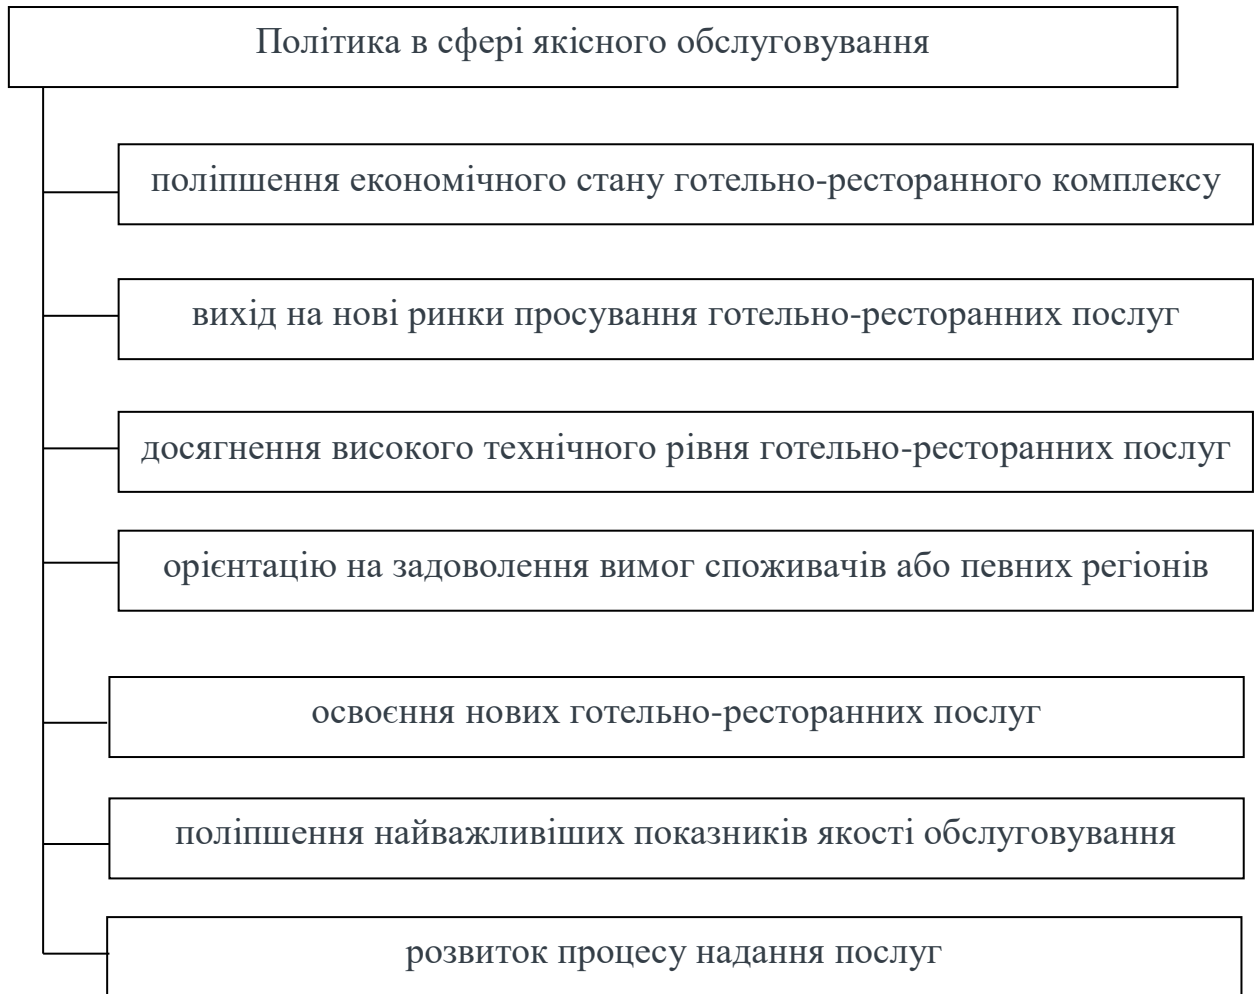 Політика в сфері якісного обслуговування
поліпшення економічного стану готельно-ресторанного комплексу
вихід на нові ринки просування готельно-ресторанних послуг
досягнення високого технічного рівня готельно-ресторанних послуг
орієнтацію на задоволення вимог споживачів або певних регіонів
освоєння нових готельно-ресторанних послуг
поліпшення найважливіших показників якості обслуговування
розвиток процесу надання послуг